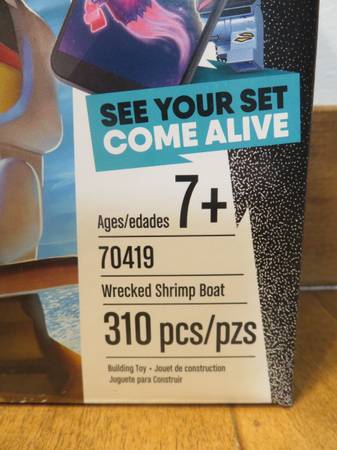 SEE YOUR SET
COME ALIVE
Ages/edades 7+
70419
Wrecked Shrimp Boat
310 pcs/pzs
Building Toy • Jouet de construction
Juguete para Construir